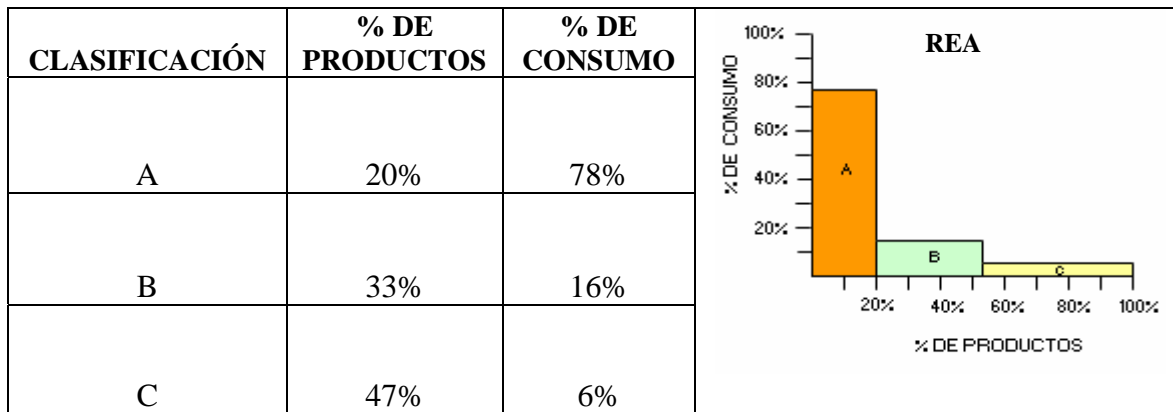 CLASIFICACIÓN
% DE PRODUCTOS
% DE CONSUMO
A 20% 78%
B 33% 16%
C 47% 6%
REA
% DE CONSUMO
100%
80%
60%
40%
20%
A
B
C
20% 40% 60% 80% 100%
% DE PRODUCTOS